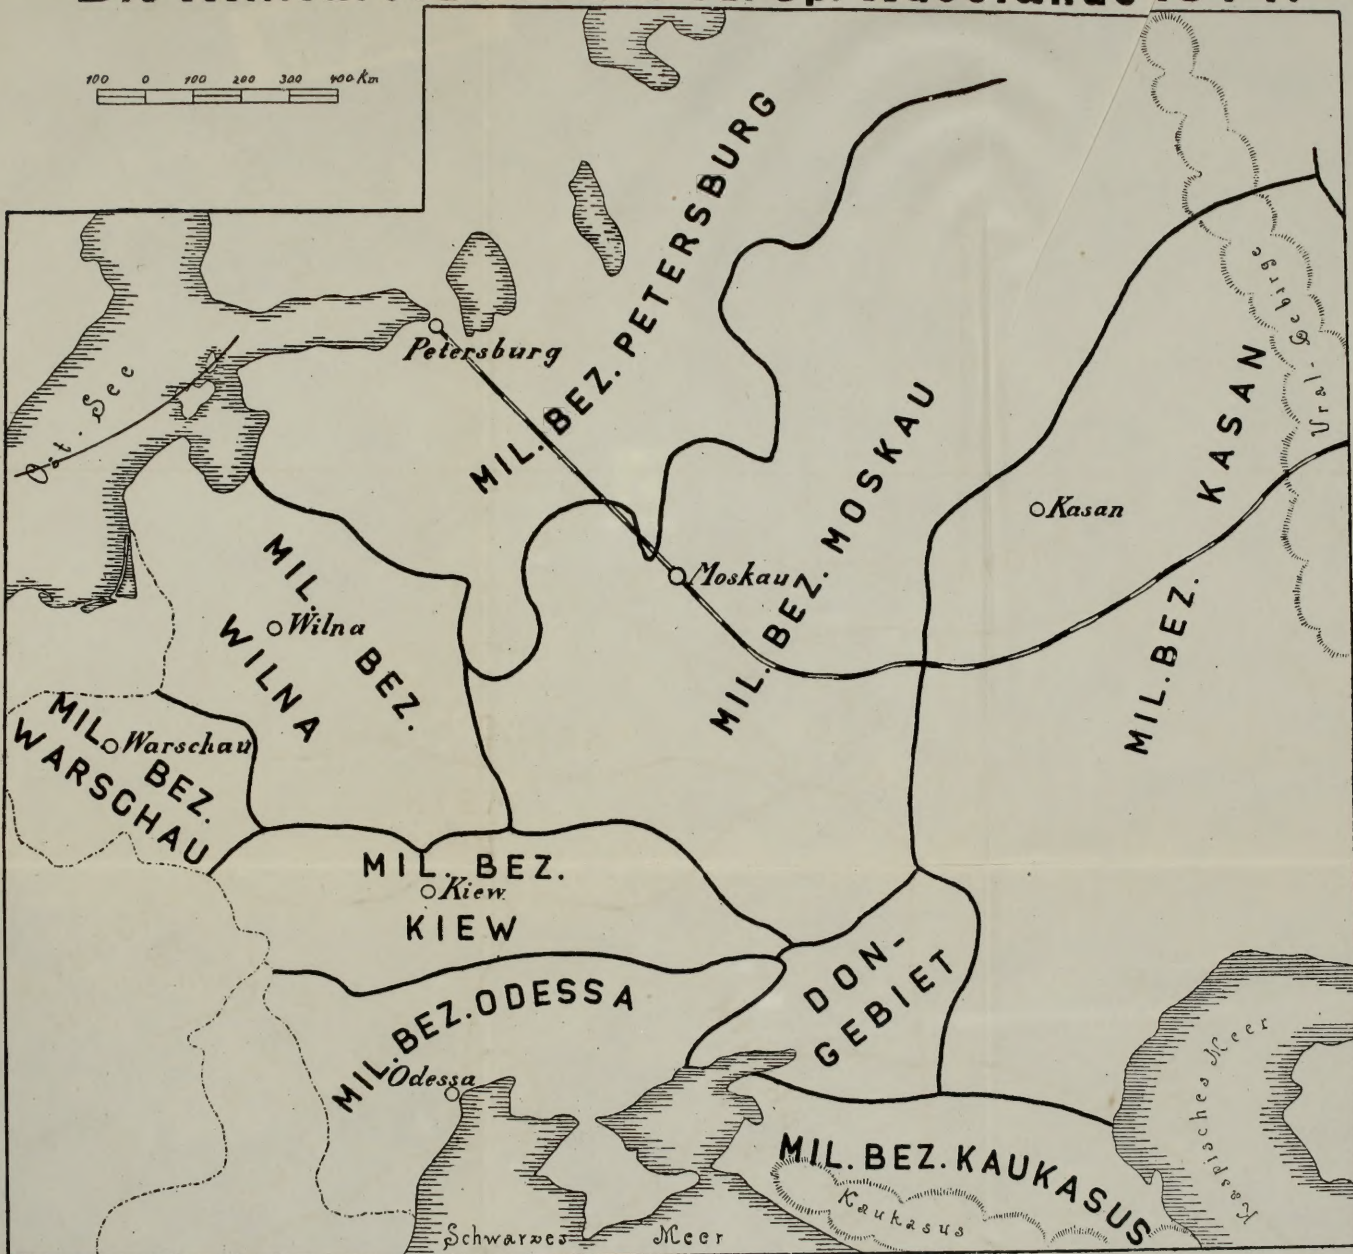 100 0 100 200 300 400 Km
MIL. BEZ. PETERSBURG
Petersburg
Ost. See
Ural-Gebirge
MIL. BEZ. KASAN
Kasan
MIL. BEZ. MOSKAU
Moskau
MIL. BEZ.
WILNA
Wilna
MIL. BEZ.
WARSCHAU
Warschau
MIL. BEZ.
KIEW
Kiew
MIL. BEZ. ODESSA
Odessa
DON-
GEBIET
MIL. BEZ. KAUKASUS
Kaukasus
Kaspisches Meer
Schwarzes Meer